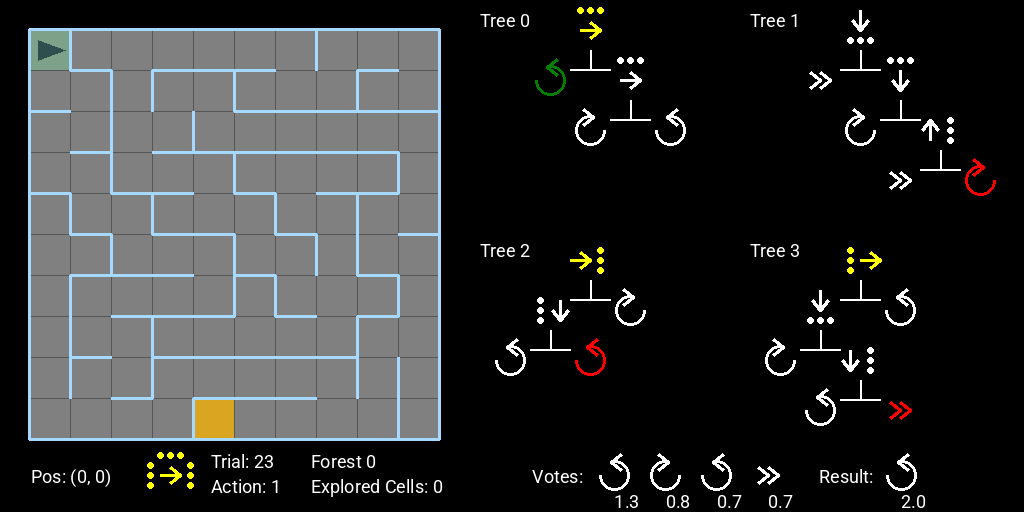 Tree 0
Tree 1
Tree 2
Tree 3
Pos: (0, 0)
Trial: 23
Forest 0
Action: 1
Explored Cells: 0
Votes:
1.3
0.8
0.7
0.7
Result:
2.0